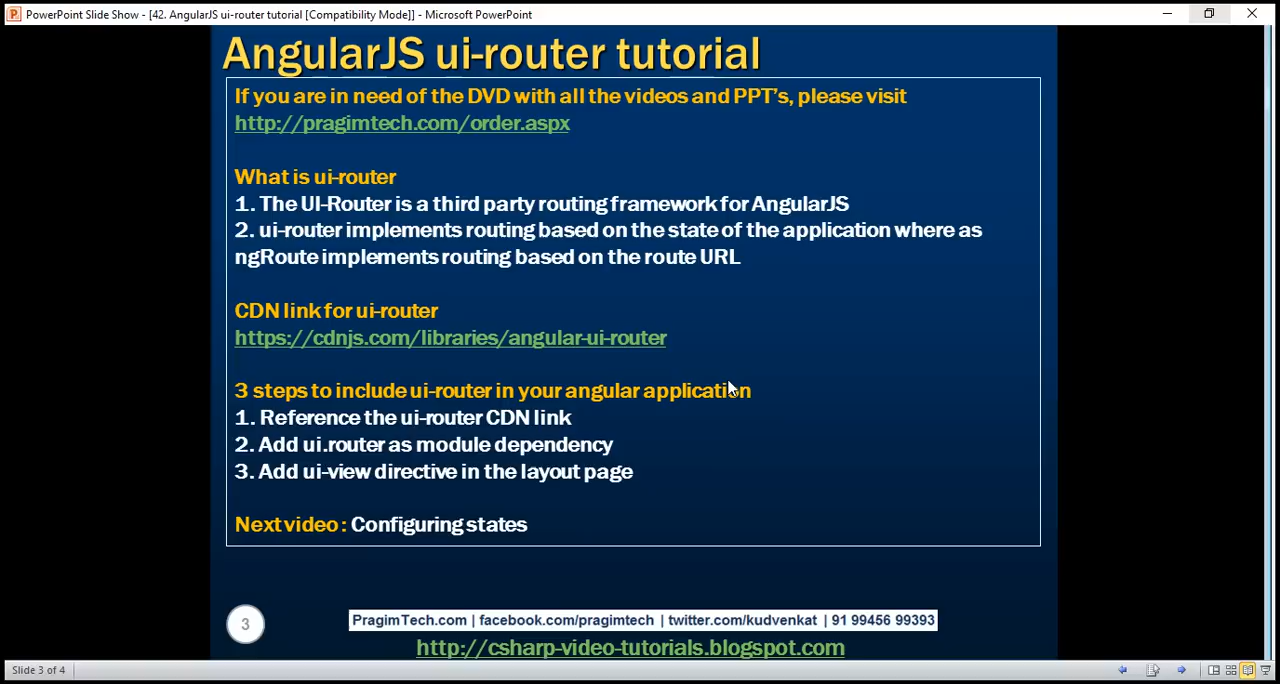 PowerPoint Slide Show - [42. AngularJS ui-router tutorial [Compatibility Mode]] - Microsoft PowerPoint
AngularJS ui-router tutorial
If you are in need of the DVD with all the videos and PPT's, please visit
http://pragimtech.com/order.aspx
What is ui-router
1. The UI-Router is a third party routing framework for AngularJS
2. ui-router implements routing based on the state of the application where as
ngRoute implements routing based on the route URL
CDN link for ui-router
https://cdnjs.com/libraries/angular-ui-router
3 steps to include ui-router in your angular application
1. Reference the ui-router CDN link
2. Add ui.router as module dependency
3. Add ui-view directive in the layout page
Next video : Configuring states
3
PragimTech.com | facebook.com/pragimtech | twitter.com/kudvenkat | 91 99456 99393
http://csharp-video-tutorials.blogspot.com
Slide 3 of 4